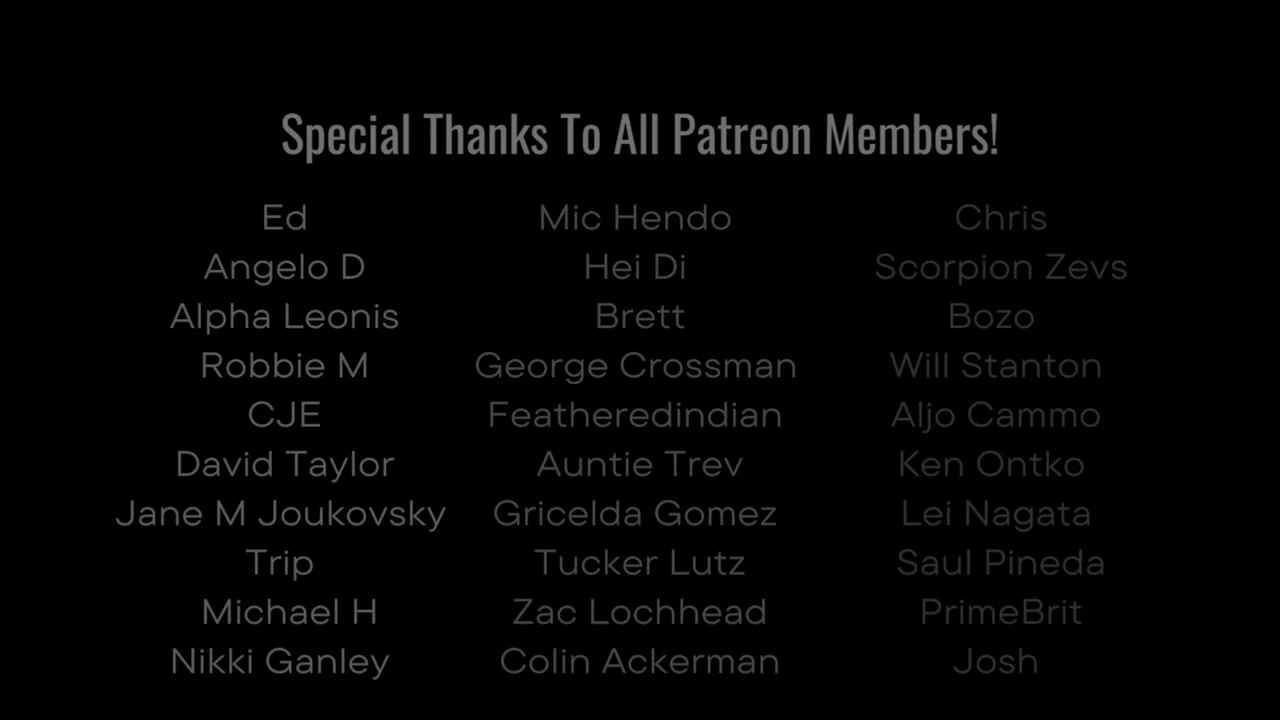 Special Thanks To All Patreon Members!
Ed
Angelo D
Alpha Leonis
Robbie M
CJE
David Taylor
Jane M Joukovsky
Trip
Michael H
Nikki Ganley
Mic Hendo
Hei Di
Brett
George Crossman
Featheredindian
Auntie Trev
Gricelda Gomez
Tucker Lutz
Zac Lochhead
Colin Ackerman
Chris
Scorpion Zevs
Bozo
Will Stanton
Aljo Cammo
Ken Ontko
Lei Nagata
Saul Pineda
PrimeBrit
Josh